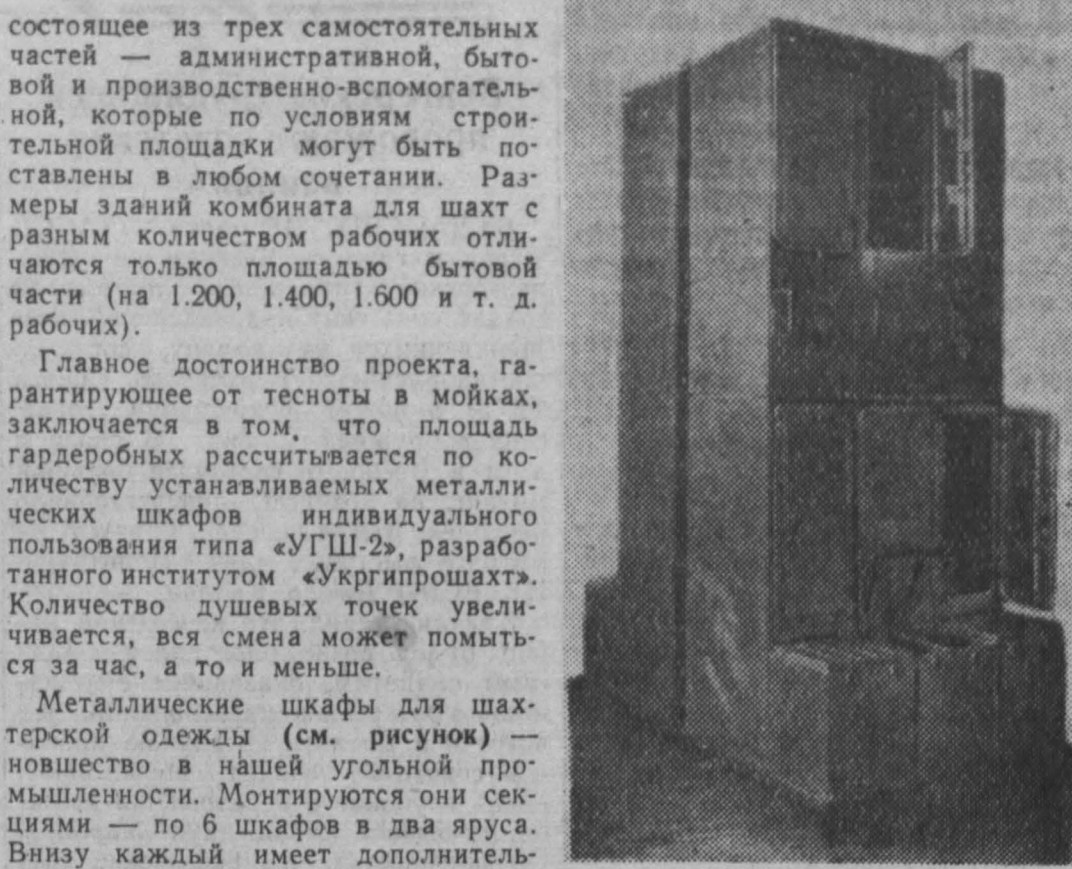 состоящее из трех самостоятельных
частей — административной, быто-
вой и производственно-вспомогатель-
ной, которые по условиям строи-
тельной площадки могут быть по-
ставлены в любом сочетании. Раз-
меры зданий комбината для шахт с
разным количеством рабочих отли-
чаются только площадью бытовой
части (на 1.200, 1.400, 1.600 и т. д.
рабочих).
Главное достоинство проекта, га-
рантирующее от тесноты в мойках,
заключается в том, что площадь
гардеробных рассчитывается по ко-
личеству устанавливаемых металли-
ческих шкафов индивидуального
пользования типа «УГШ-2», разрабо-
танного институтом «Укргипрошахт».
Количество душевых точек увели-
чивается, вся смена может помыть-
ся за час, а то и меньше.
Металлические шкафы для шах-
терской одежды (см. рисунок) —
новшество в нашей угольной про-
мышленности. Монтируются они сек-
циями — по 6 шкафов в два яруса.
Внизу каждый имеет дополнитель-